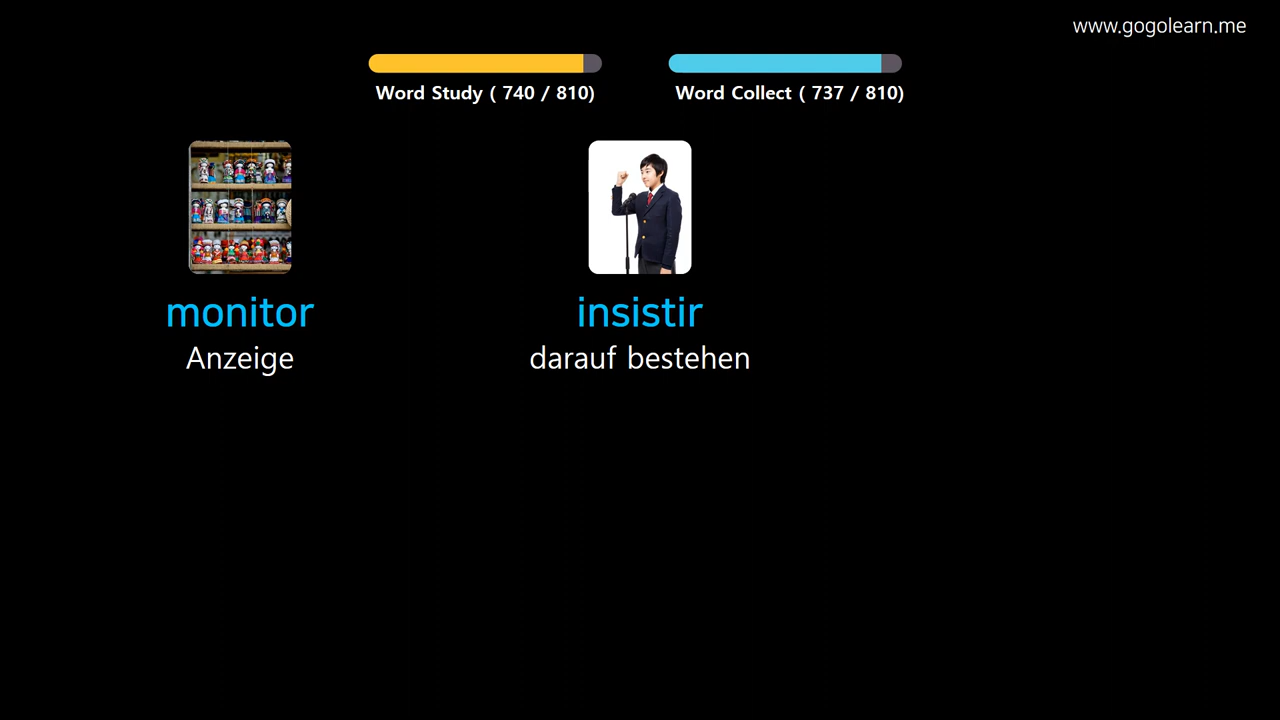 www.gogolearn.me
Word Study ( 740 / 810)
Word Collect ( 737 / 810)
monitor
Anzeige
insistir
darauf bestehen